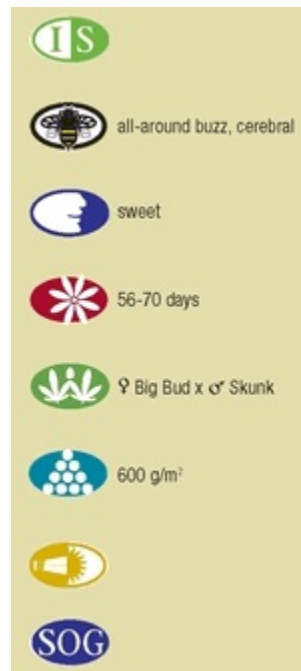 IS
all-around buzz, cerebral
sweet
56-70 days
♀ Big Bud x ♂ Skunk
600 g/m²
SOG